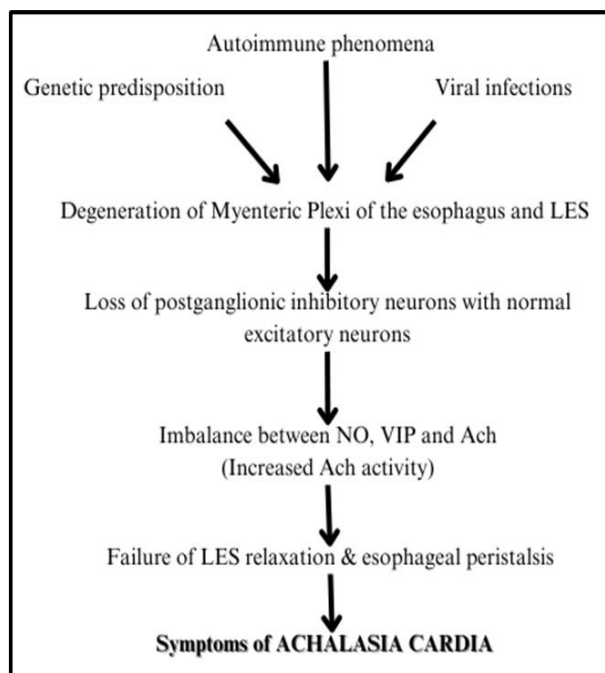 Autoimmune phenomena
Genetic predisposition
Viral infections
Degeneration of Myenteric Plexi of the esophagus and LES
Loss of postganglionic inhibitory neurons with normal
excitatory neurons
Imbalance between NO, VIP and Ach
(Increased Ach activity)
Failure of LES relaxation & esophageal peristalsis
Symptoms of ACHALASIA CARDIA